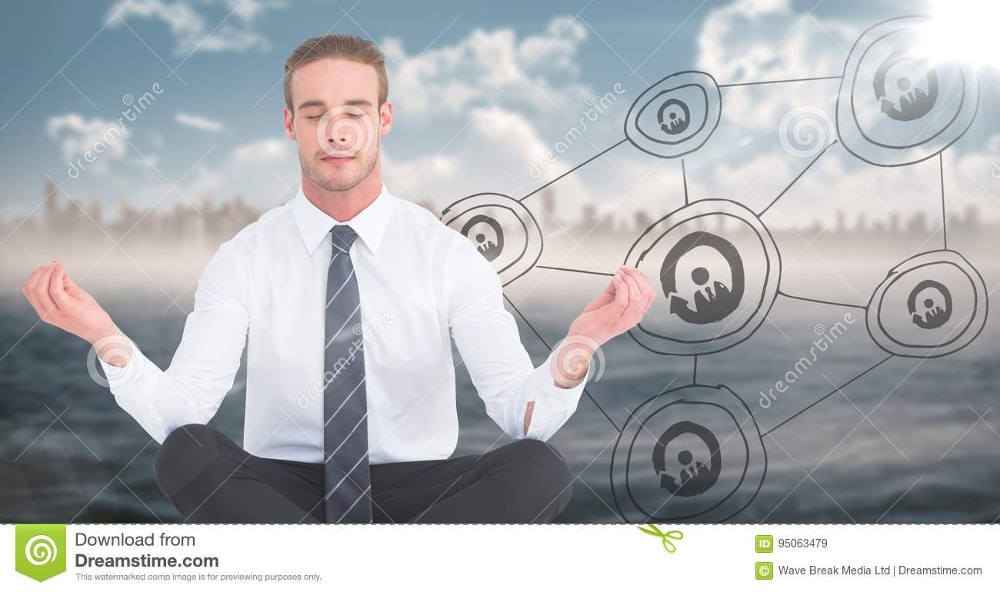 dreamstime
dreamstime
dreamstime
dreamstime
dreamstime
dreamstime
Download from
Dreamstime.com
This watermarked comp image is for previewing purposes only.
ID 95063479
© Wave Break Media Ltd | Dreamstime.com